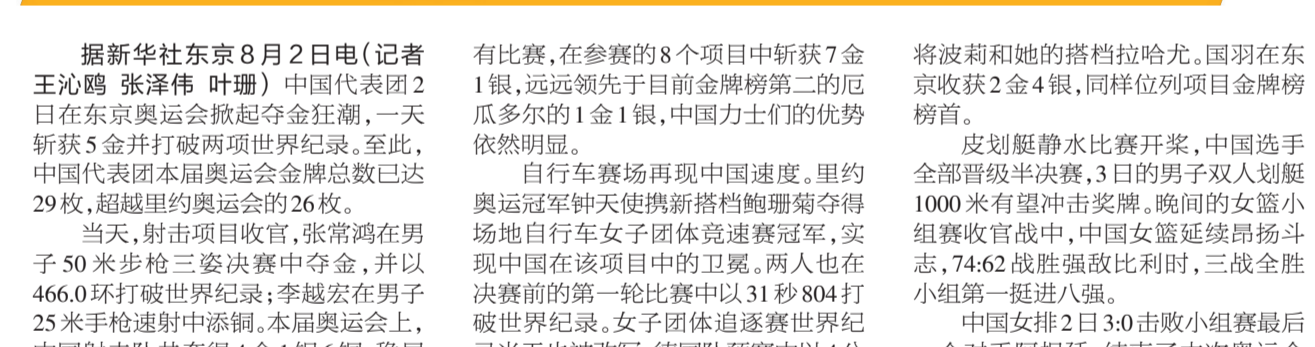 据新华社东京8月2日电(记者
王沁鸥 张泽伟 叶珊) 中国代表团2
日在东京奥运会掀起夺金狂潮,一天
斩获5金并打破两项世界纪录。至此,
中国代表团本届奥运会金牌总数已达
29枚,超越里约奥运会的26枚。
当天,射击项目收官,张常鸿在男
子50米步枪三姿决赛中夺金,并以
466.0环打破世界纪录;李越宏在男子
25米手枪速射中添铜。本届奥运会上,
有比赛,在参赛的8个项目中斩获7金
1银,远远领先于目前金牌榜第二的厄
瓜多尔的1金1银,中国力士们的优势
依然明显。
自行车赛场再现中国速度。里约
奥运冠军钟天使携新搭档鲍珊菊夺得
场地自行车女子团体竞速赛冠军,实
现中国在该项目中的卫冕。两人也在
决赛前的第一轮比赛中以31秒804打
破世界纪录。女子团体追逐赛世界纪
将波莉和她的搭档拉哈尤。国羽在东
京收获2金4银,同样位列项目金牌榜
榜首。
皮划艇静水比赛开桨,中国选手
全部晋级半决赛,3日的男子双人划艇
1000米有望冲击奖牌。晚间的女篮小
组赛收官战中,中国女篮延续昂扬斗
志,74:62战胜强敌比利时,三战全胜
小组第一挺进八强。
中国女排2日3:0击败小组赛最后